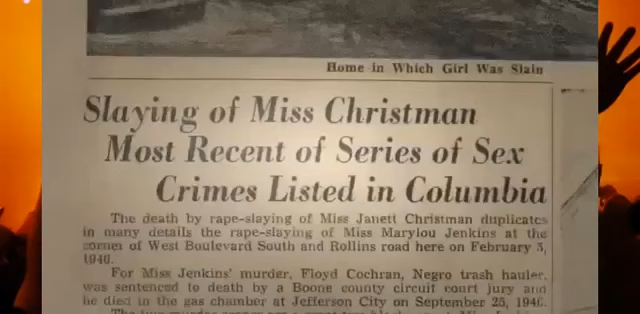 Home in Which Girl Was Slain
Slaying of Miss Christman
Most Recent of Series of Sex
Crimes Listed in Columbia
The death by rape-slaying of Miss Janett Christman duplicates
in many details the rape-slaying of Miss Marylou Jenkins at the
corner of West Boulevard South and Rollins road here on February 5,
1946.
For Miss Jenkins' murder, Floyd Cochran, Negro trash hauler,
was sentenced to death by a Boone county circuit court jury and
he died in the gas chamber at Jefferson City on September 26, 1946.